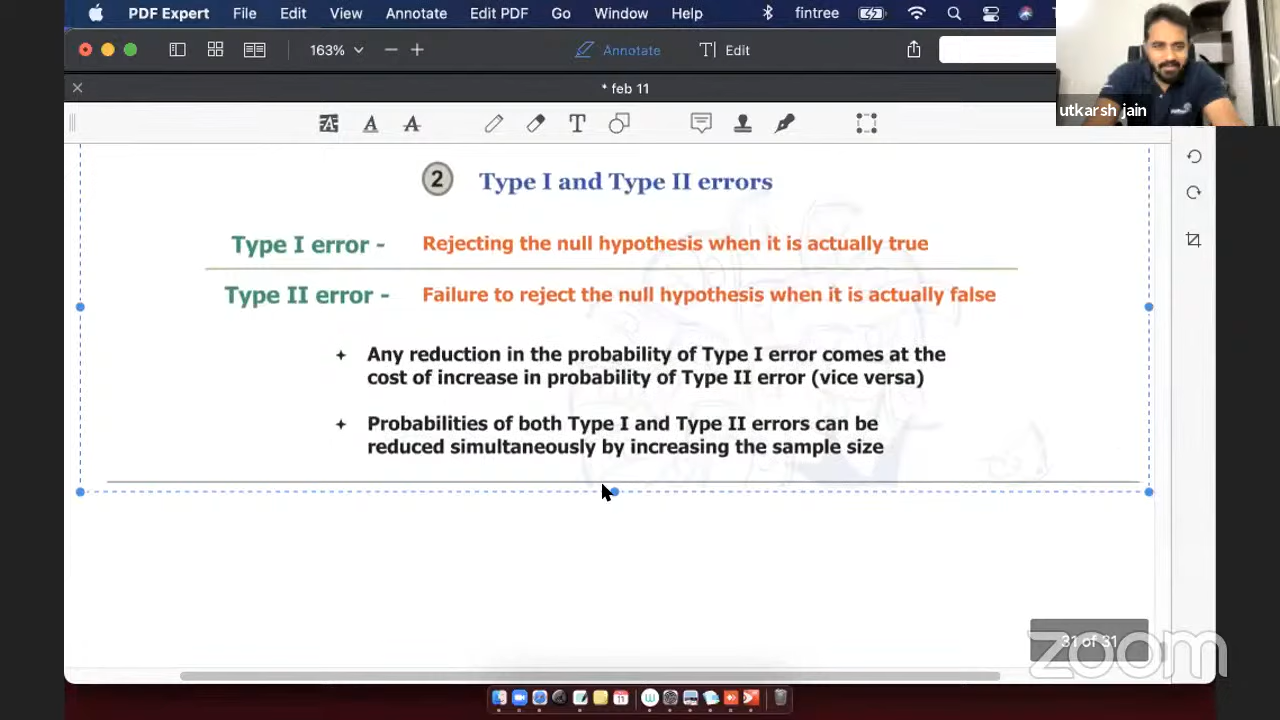 PDF Expert File Edit View Annotate Edit PDF Go Window Help fintree
163% Annotate T Edit
* feb 11
utkarsh jain
2 Type I and Type II errors
Type I error - Rejecting the null hypothesis when it is actually true
Type II error - Failure to reject the null hypothesis when it is actually false
Any reduction in the probability of Type I error comes at the
cost of increase in probability of Type II error (vice versa)
Probabilities of both Type I and Type II errors can be
reduced simultaneously by increasing the sample size
31 of 31
zoom